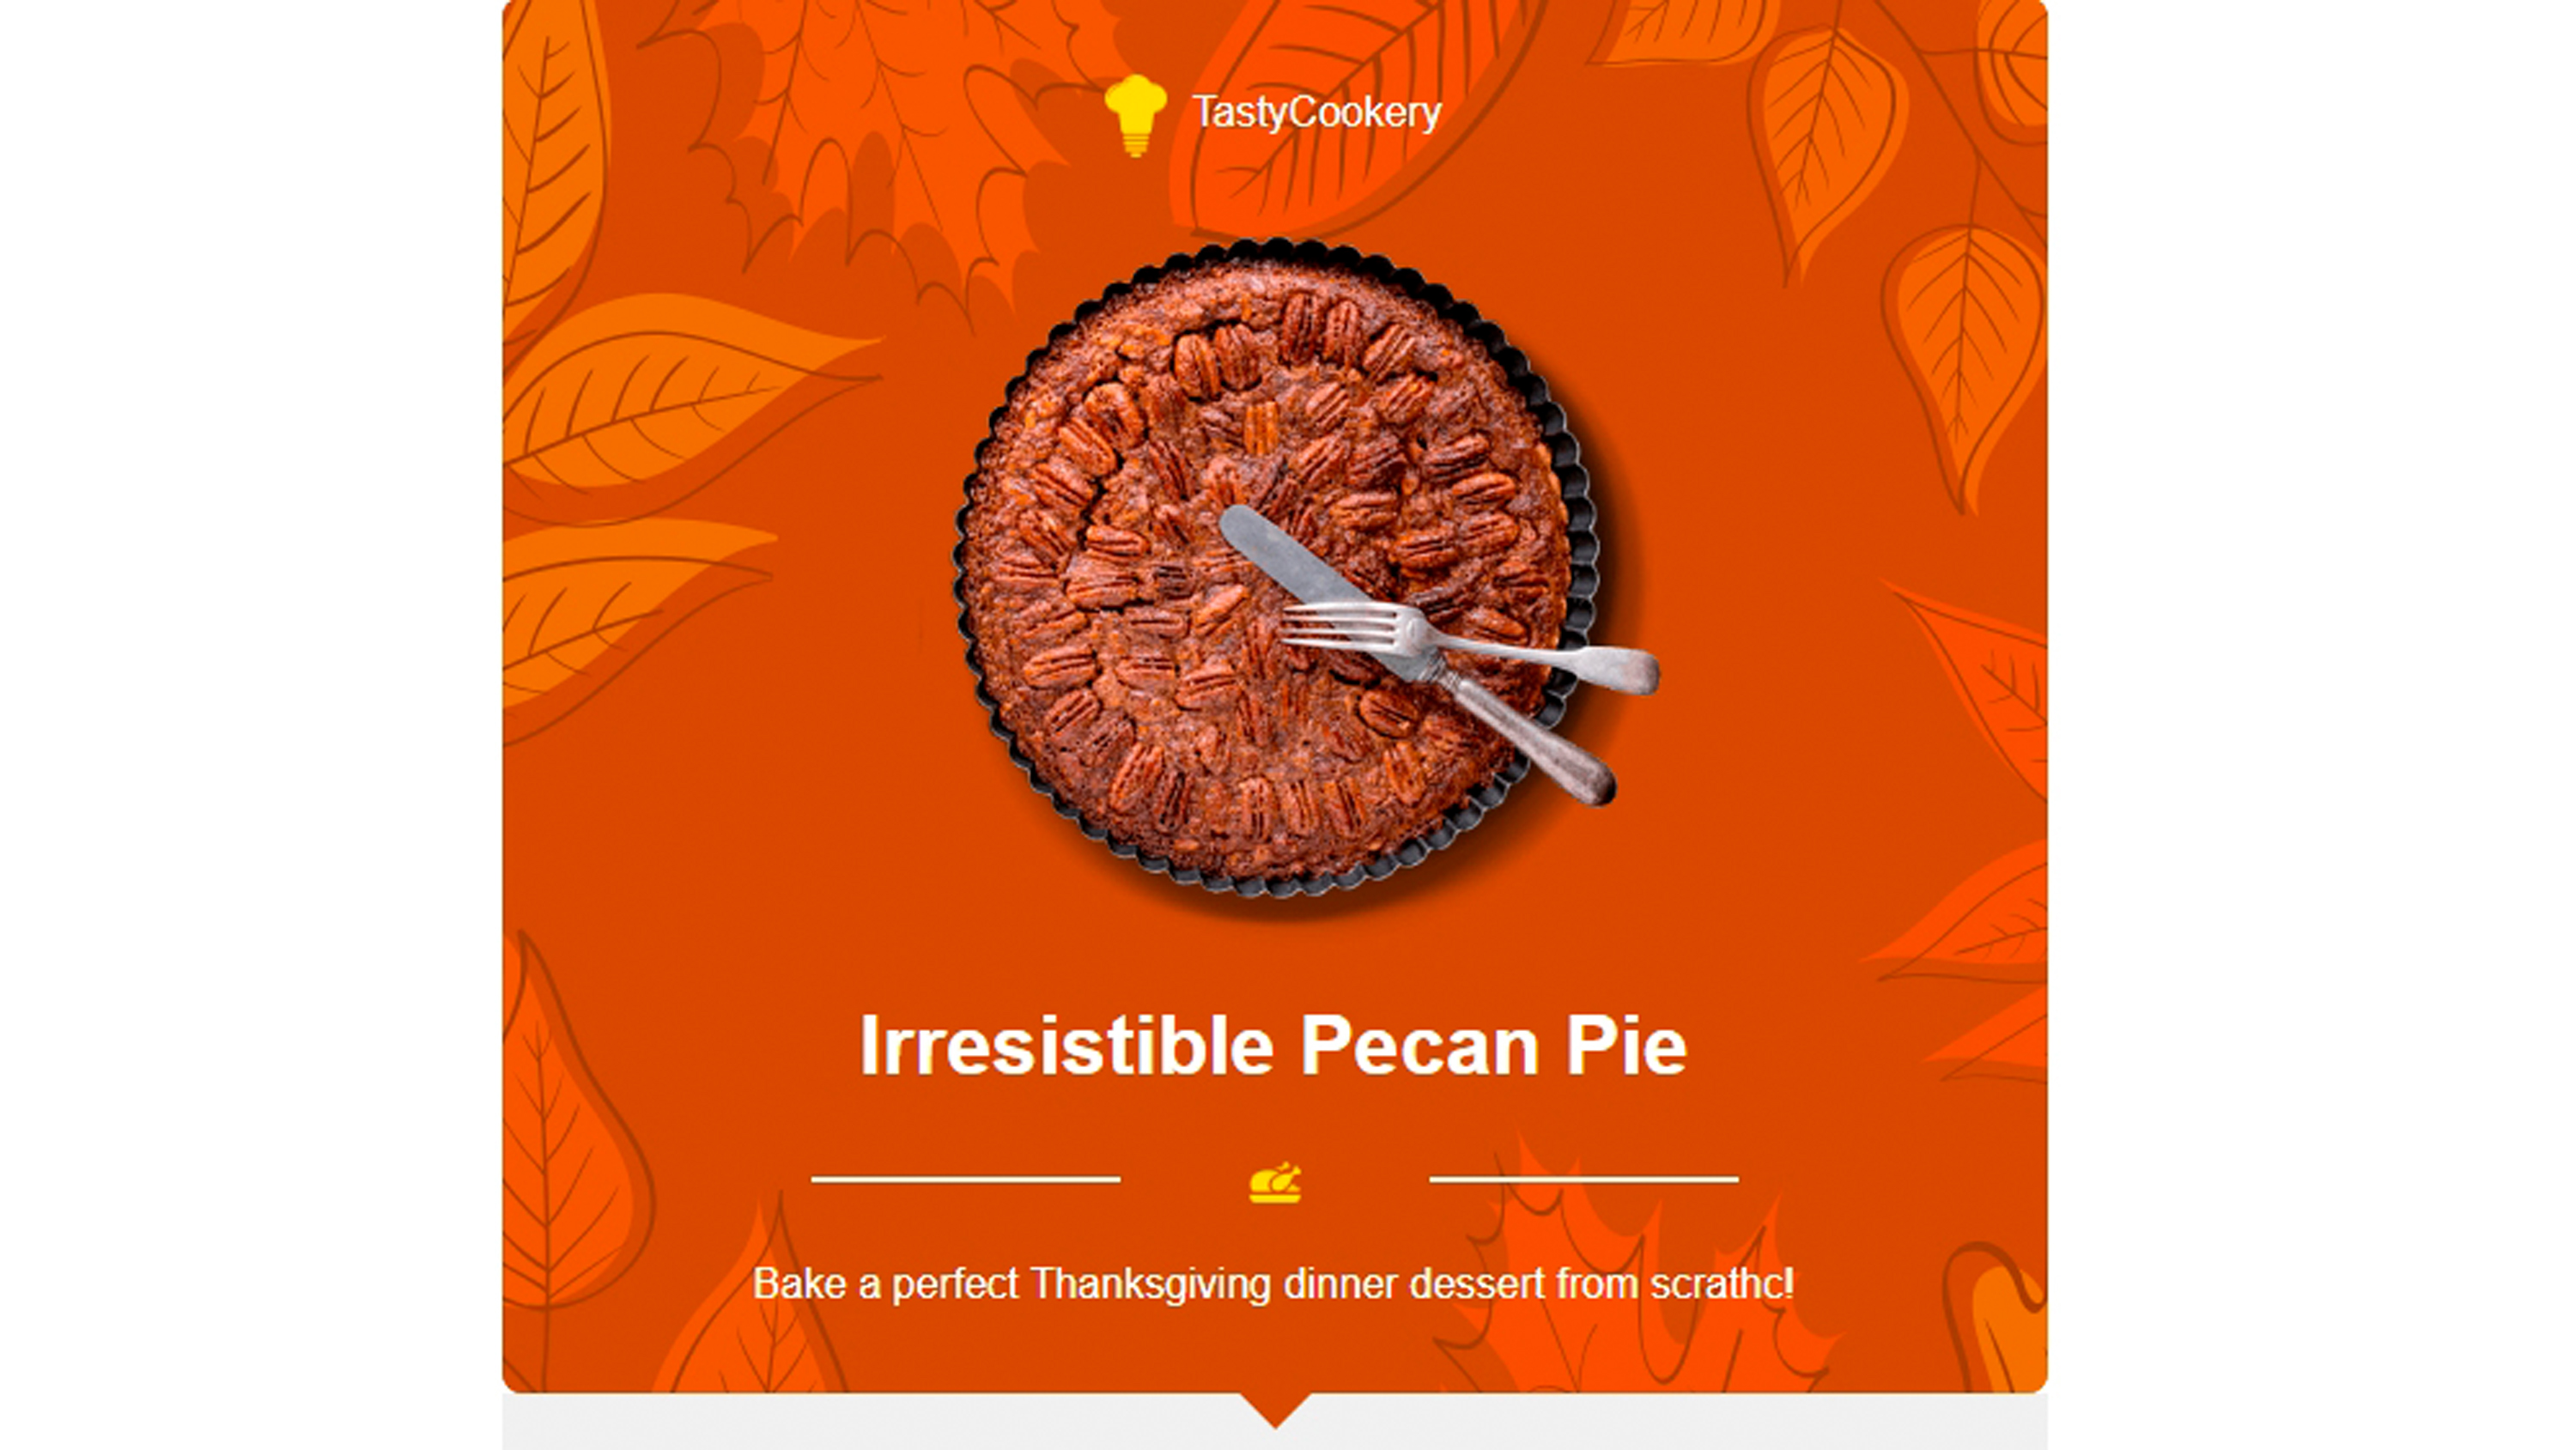 TastyCookery
Irresistible Pecan Pie
Bake a perfect Thanksgiving dinner dessert from scrathc!